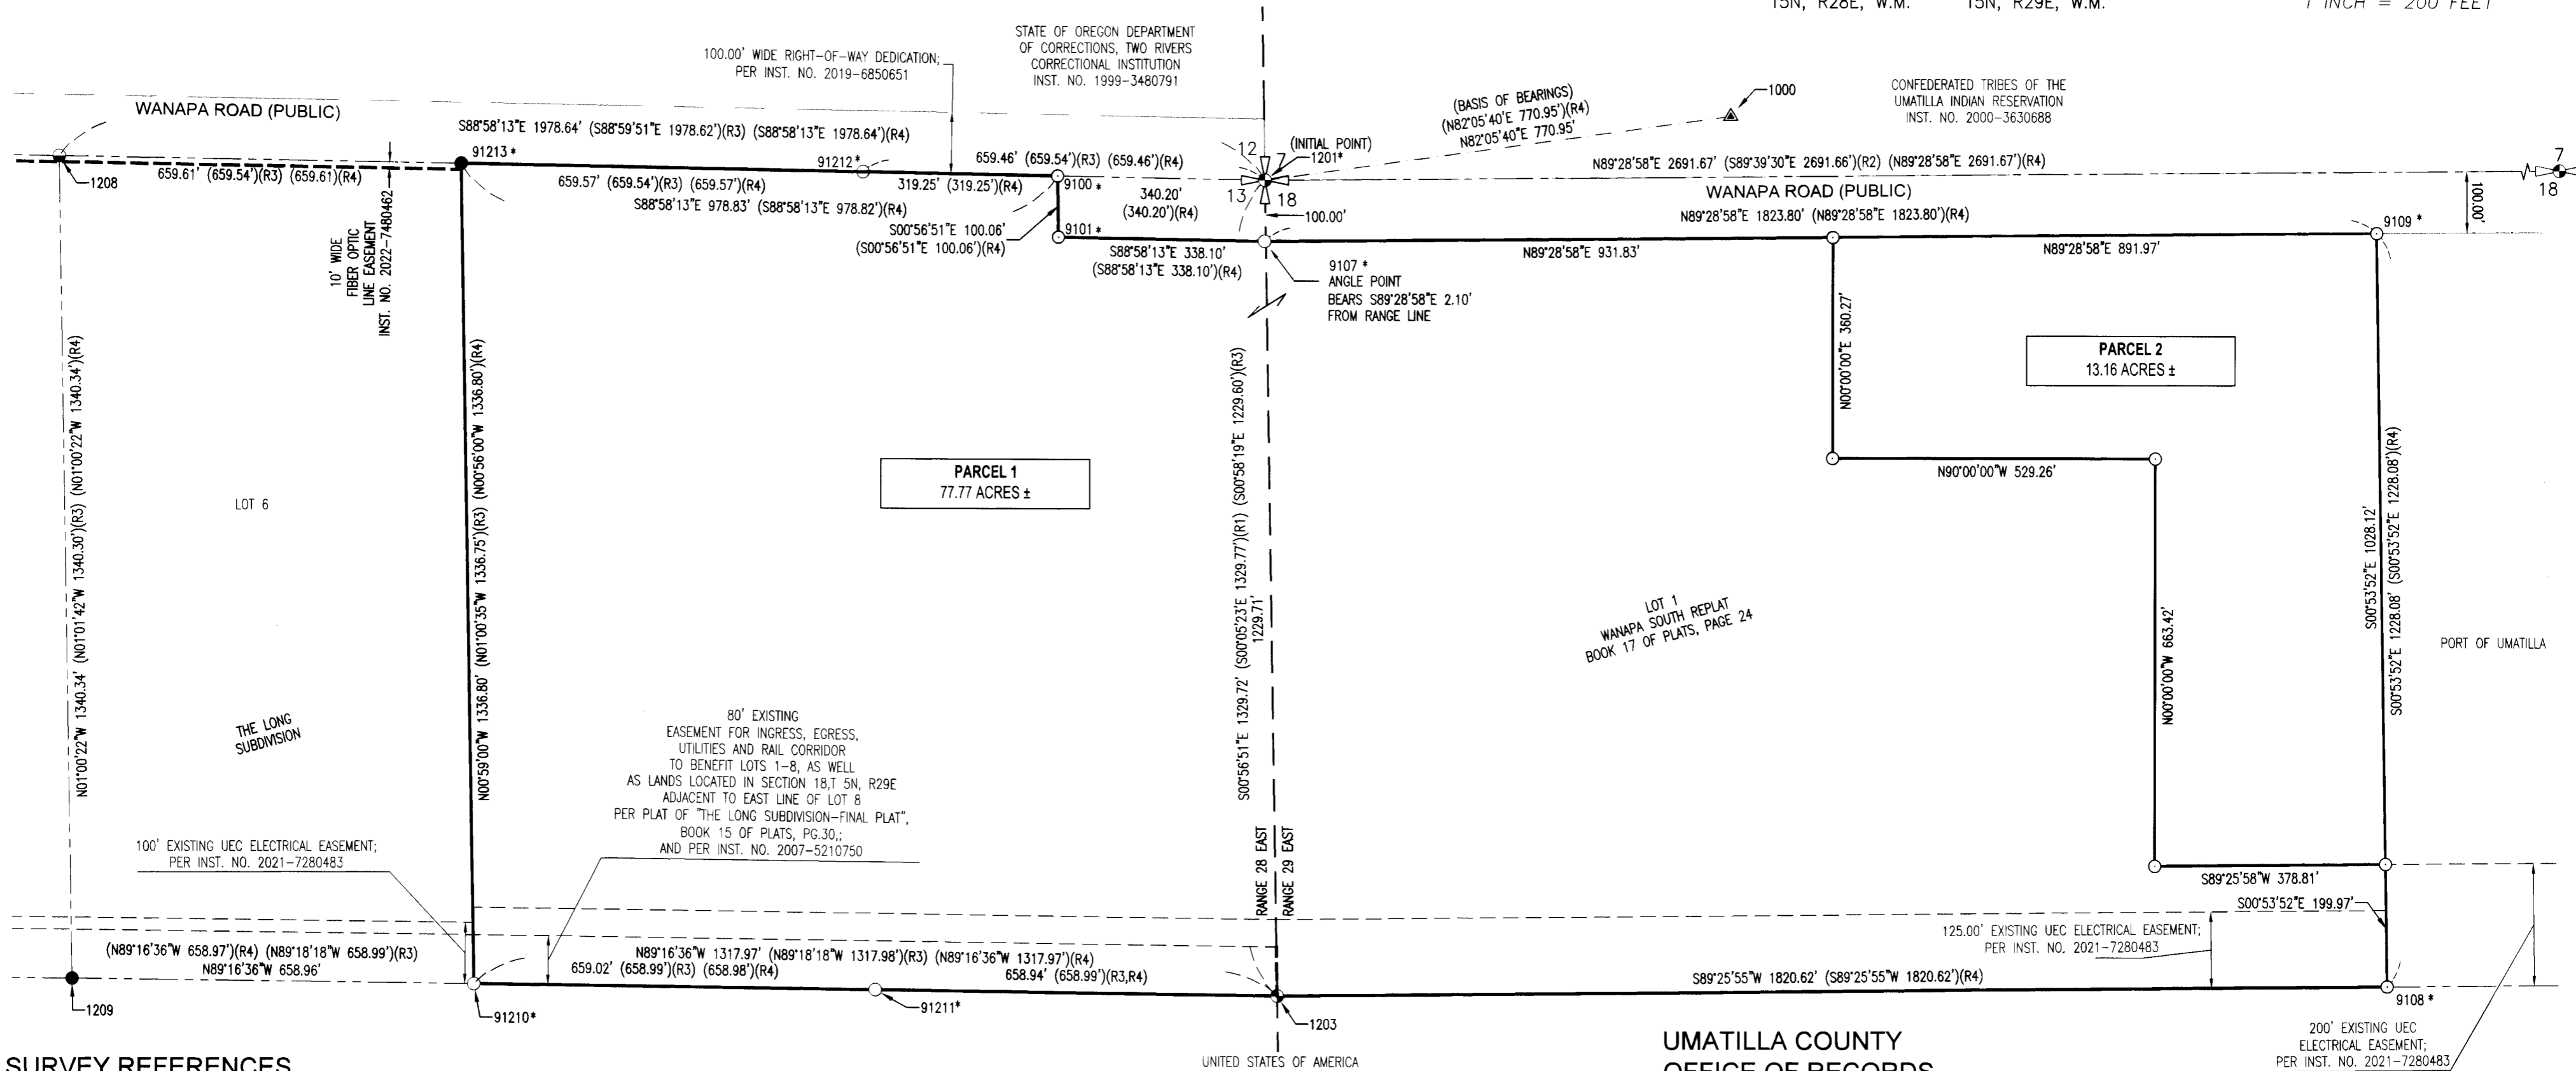 15N, R28E, W.M.
15N, R29E, W.M.
1 INCH = 200 FEET
STATE OF OREGON DEPARTMENT
OF CORRECTIONS, TWO RIVERS
CORRECTIONAL INSTITUTION
INST. NO. 1999-3480791
100.00' WIDE RIGHT-OF-WAY DEDICATION;
PER INST. NO. 2019-6850651
CONFEDERATED TRIBES OF THE
UMATILLA INDIAN RESERVATION
INST. NO. 2000-3630688
1000
(BASIS OF BEARINGS)
(N82°05'40"E 770.95')(R4)
N82°05'40"E 770.95'
WANAPA ROAD (PUBLIC)
S88°58'13"E 1978.64' (S88°59'51"E 1978.62')(R3) (S88°58'13"E 1978.64')(R4)
91213*
91212*
659.46' (659.54')(R3) (659.46')(R4)
12
7
(INITIAL POINT)
1201*
N89°28'58"E 2691.67' (S89°39'30"E 2691.66')(R2) (N89°28'58"E 2691.67')(R4)
7
18
1208
659.61' (659.54')(R3) (659.61)(R4)
659.57' (659.54')(R3) (659.57')(R4)
319.25' (319.25')(R4)
9100 *
340.20'
(340.20')(R4)
13
18
WANAPA ROAD (PUBLIC)
100.00'
S88°58'13"E 978.83' (S88°58'13"E 978.82')(R4)
100.00'
N89°28'58"E 1823.80' (N89°28'58"E 1823.80')(R4)
9109 *
S00°56'51"E 100.06'
(S00°56'51"E 100.06')(R4)
9101*
S88°58'13"E 338.10'
(S88°58'13"E 338.10')(R4)
N89°28'58"E 931.83'
N89°28'58"E 891.97'
10' WIDE
FIBER OPTIC
LINE EASEMENT
INST. NO. 2022-7480462
9107 *
ANGLE POINT
BEARS S89°28'58"E 2.10'
FROM RANGE LINE
N00°00'00"E 360.27'
PARCEL 2
13.16 ACRES ±
N01°00'22"W 1340.34' (N01°01'42"W 1340.30')(R3) (N01°00'22"W 1340.34')(R4)
N00°59'00"W 1336.80' (N01°00'35"W 1336.75')(R3) (N00°56'00"W 1336.80')(R4)
S00°56'51"E 1329.72' (S00°05'23'E 1329.77')(R1) (S00°58'19"E 1229.60')(R3)
1229.71'
PARCEL 1
77.77 ACRES ±
N90°00'00"W 529.26'
LOT 6
S00°53'52"E 1028.12'
S00°53'52"E 1228.08' (S00°53'52"E 1228.08')(R4)
LOT 1
WANAPA SOUTH REPLAT
BOOK 17 OF PLATS, PAGE 24
N00°00'00"W 663.42'
PORT OF UMATILLA
THE LONG
SUBDIVISION
80' EXISTING
EASEMENT FOR INGRESS, EGRESS,
UTILITIES AND RAIL CORRIDOR
TO BENEFIT LOTS 1-8, AS WELL
AS LANDS LOCATED IN SECTION 18,T 5N, R29E
ADJACENT TO EAST LINE OF LOT 8
PER PLAT OF "THE LONG SUBDIVISION-FINAL PLAT",
BOOK 15 OF PLATS, PG.30,;
AND PER INST. NO. 2007-5210750
100' EXISTING UEC ELECTRICAL EASEMENT;
PER INST. NO. 2021-7280483
RANGE 28 EAST
RANGE 29 EAST
S89°25'58"W 378.81'
S00°53'52"E 199.97'
125.00' EXISTING UEC ELECTRICAL EASEMENT;
PER INST. NO. 2021-7280483
(N89°16'36"W 658.97')(R4) (N89°18'18"W 658.99')(R3)
N89°16'36"W 658.96'
N89°16'36"W 1317.97' (N89°18'18"W 1317.98')(R3) (N89°16'36"W 1317.97')(R4)
659.02' (658.99')(R3) (658.98')(R4)
658.94' (658.99')(R3,R4)
S89°25'55"W 1820.62' (S89°25'55"W 1820.62')(R4)
1209
91210*
91211*
1203
9108 *
UNITED STATES OF AMERICA
200' EXISTING UEC
ELECTRICAL EASEMENT;
PER INST. NO. 2021-7280483
SURVEY REFERENCES
UMATILLA COUNTY
OFFICE OF RECORDS